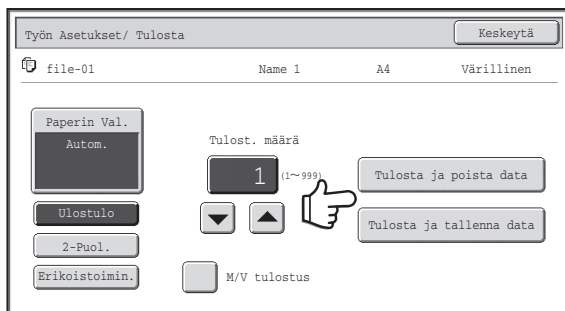 Työn Asetukset/ Tulosta
Keskeytä
file-01 Name 1 A4 Värillinen
Paperin Val.
Autom.
Tulost. määrä
1 (1~999)
Tulosta ja poista data
Ulostulo
Tulosta ja tallenna data
2-Puol.
Erikoistoimin.
M/V tulostus